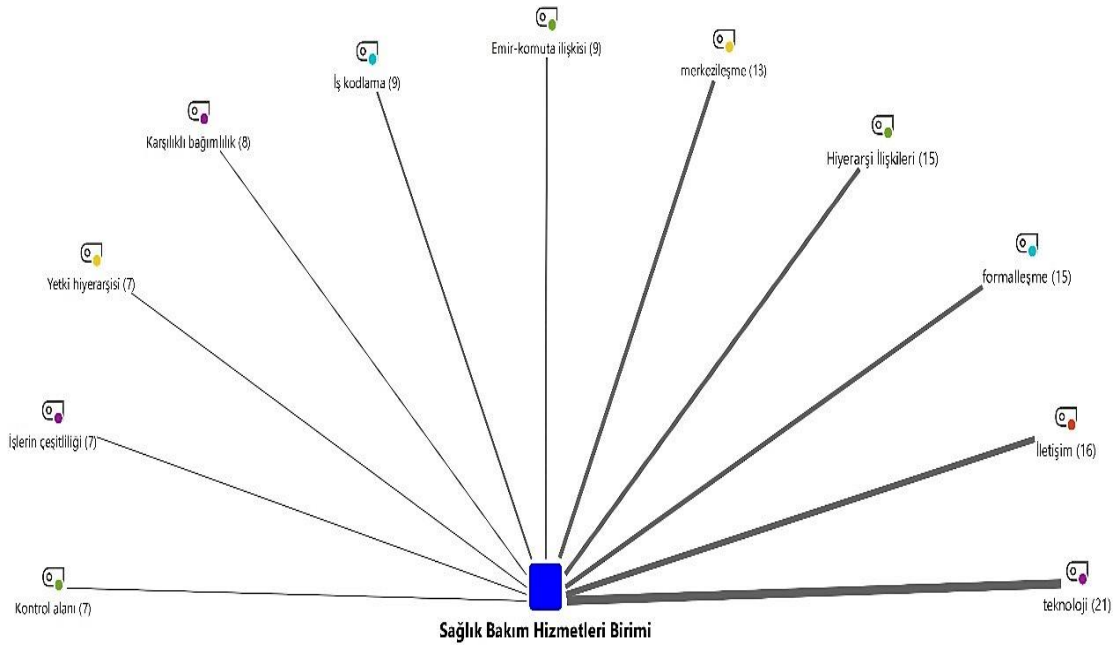 Emir-komuta ilişkisi (9)
İş kodlama (9)
merkezileşme (13)
Karşılıklı bağımlılık (8)
Hiyerarşi İlişkileri (15)
Yetki hiyerarşisi (7)
formalleşme (15)
İşlerin çeşitliliği (7)
İletişim (16)
Kontrol alanı (7)
teknoloji (21)
Sağlık Bakım Hizmetleri Birimi